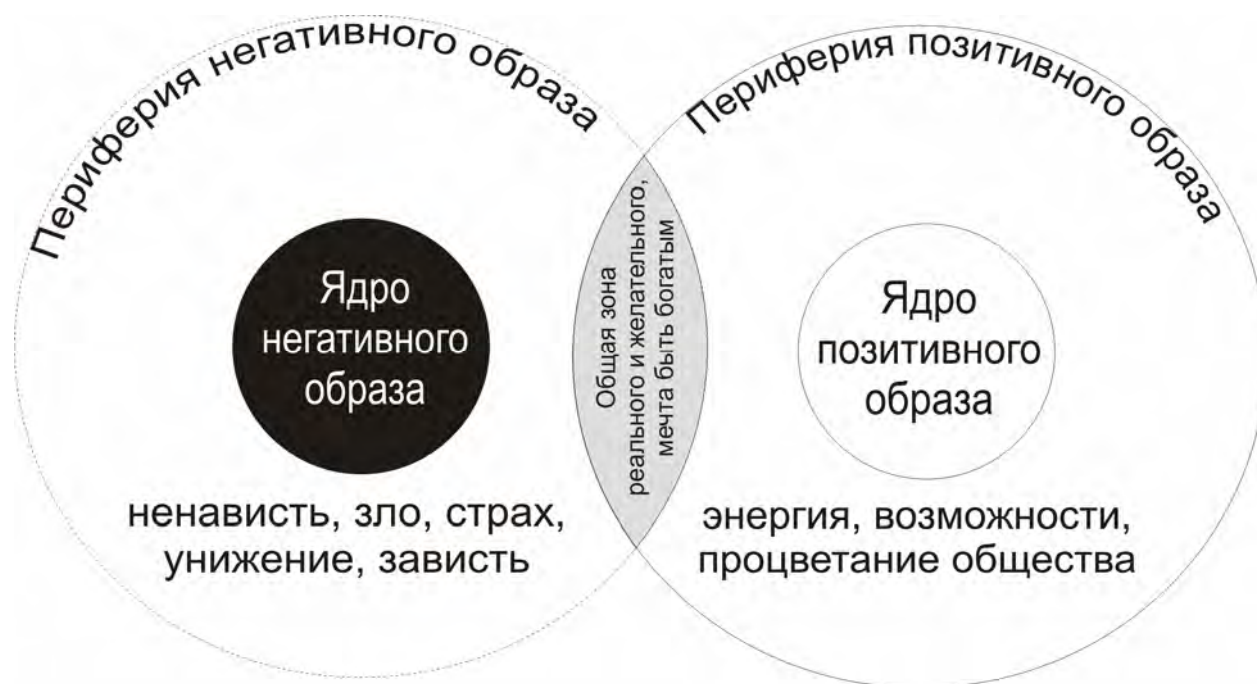 Периферия негативного образа
Периферия позитивного образа
Ядро
негативного
образа
Общая зона
реального и желательного,
мечта быть богатым
Ядро
позитивного
образа
ненависть, зло, страх,
унижение, зависть
энергия, возможности,
процветание общества